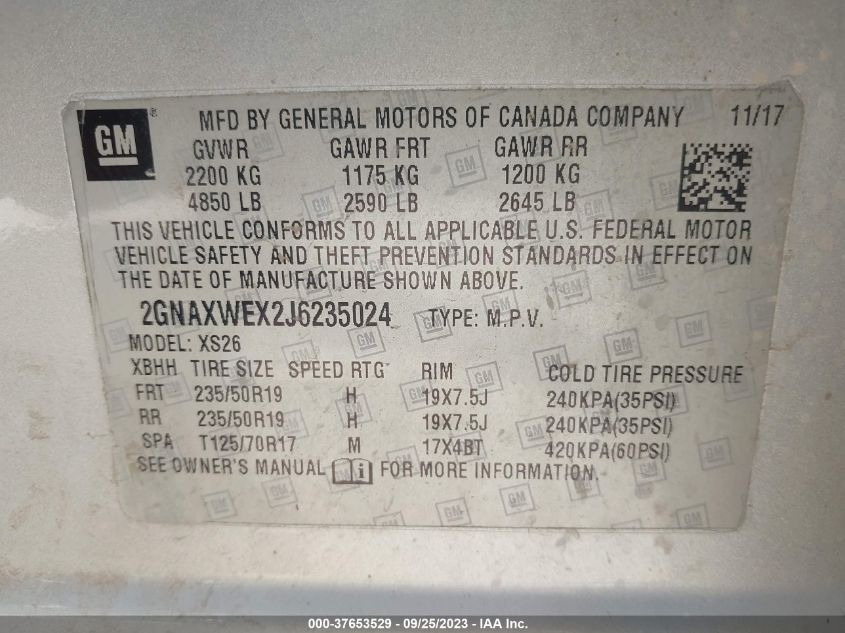 GM ® MFD BY GENERAL MOTORS OF CANADA COMPANY 11/17
GVWR GAWR FRT GAWR RR
2200 KG 1175 KG 1200 KG
4850 LB 2590 LB 2645 LB
THIS VEHICLE CONFORMS TO ALL APPLICABLE U.S. FEDERAL MOTOR
VEHICLE SAFETY AND THEFT PREVENTION STANDARDS IN EFFECT ON
THE DATE OF MANUFACTURE SHOWN ABOVE.
2GNAXWEX2J6235024 TYPE: M.P.V.
MODEL: XS26
XBHH TIRE SIZE SPEED RTG RIM COLD TIRE PRESSURE
FRT 235/50R19 H 19X7.5J 240KPA(35PSI)
RR 235/50R19 H 19X7.5J 240KPA(35PSI)
SPA T125/70R17 M 17X4BT 420KPA(60PSI)
SEE OWNER'S MANUAL i FOR MORE INFORMATION.
000-37653529 - 09/25/2023 - IAA Inc.